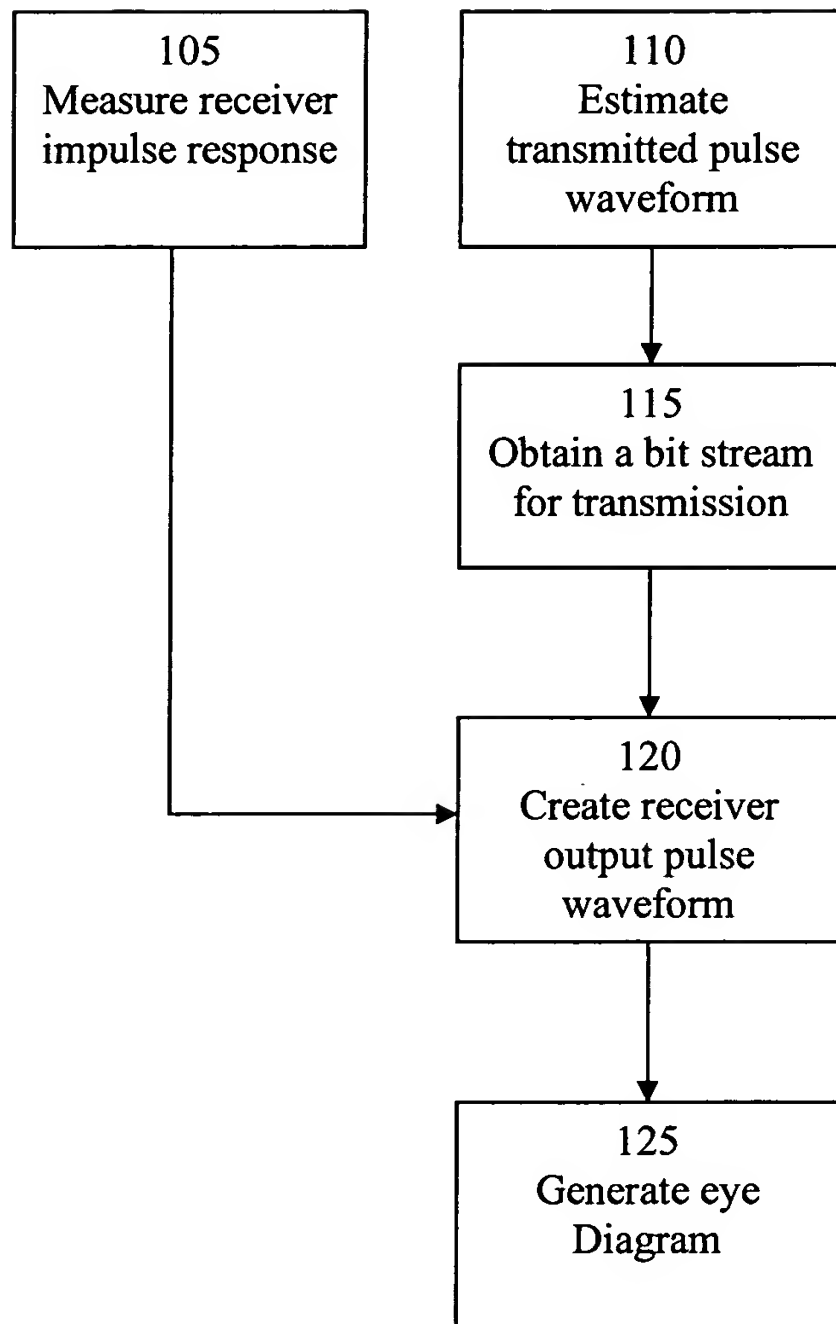 105
Measure receiver
impulse response
110
Estimate
transmitted pulse
waveform
115
Obtain a bit stream
for transmission
120
Create receiver
output pulse
waveform
125
Generate eye
Diagram